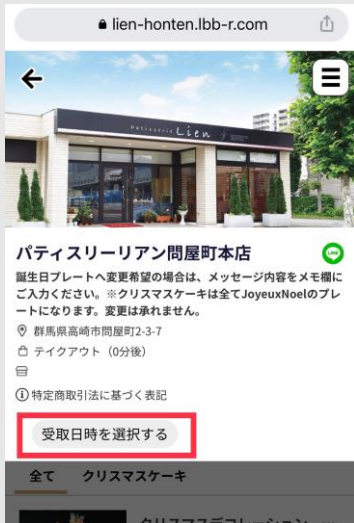 lien-honten.lbb-r.com
Patisserie Lien
パティスリーリアン問屋町本店
LINE
誕生日プレートへ変更希望の場合は、メッセージ内容をメモ欄に
ご入力ください。※クリスマスケーキは全てJoyeuxNoelのプレ
ートになります。変更は承れません。
群馬県高崎市問屋町2-3-7
テイクアウト（0分後）
特定商取引法に基づく表記
受取日時を選択する
全て クリスマスケーキ